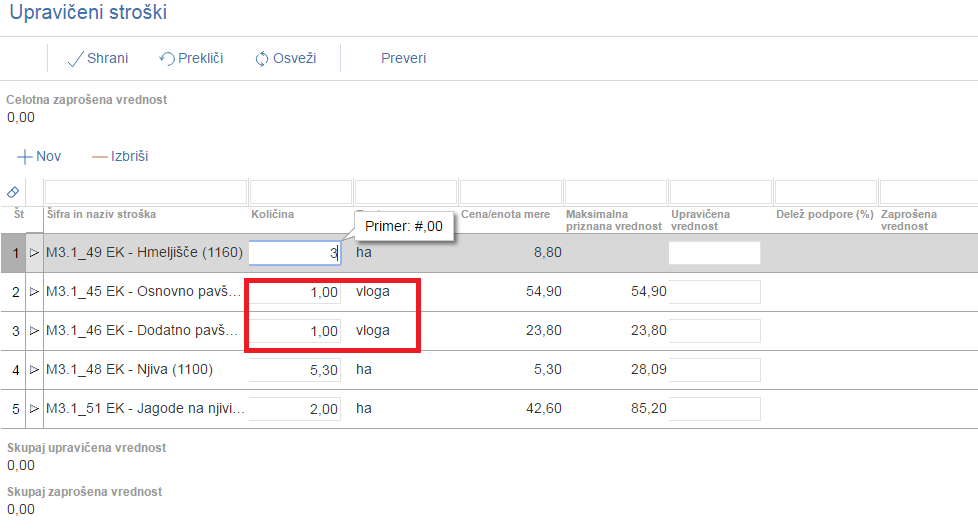 Upravičeni stroški
Shrani Prekliči Osveži Preveri
Celotna zaprošena vrednost
0,00
Nov Izbriši
Št Šifra in naziv stroška Količina Cena/enota mere Maksimalna priznana vrednost Upravičena vrednost Delež podpore (%) Zaprošena vrednost
Primer: #,00
1 M3.1_49 EK - Hmeljišče (1160) 3 ha 8,80
2 M3.1_45 EK - Osnovno pavš... 1,00 vloga 54,90 54,90
3 M3.1_46 EK - Dodatno pavš... 1,00 vloga 23,80 23,80
4 M3.1_48 EK - Njiva (1100) 5,30 ha 5,30 28,09
5 M3.1_51 EK - Jagode na njivi... 2,00 ha 42,60 85,20
Skupaj upravičena vrednost
0,00
Skupaj zaprošena vrednost
0,00